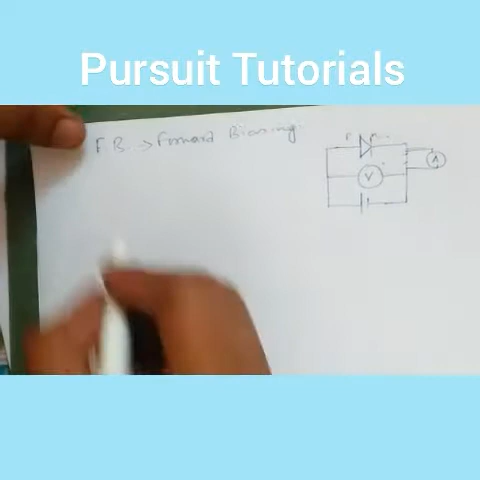 Pursuit Tutorials
F B → Forward Biasing
P n
V
A